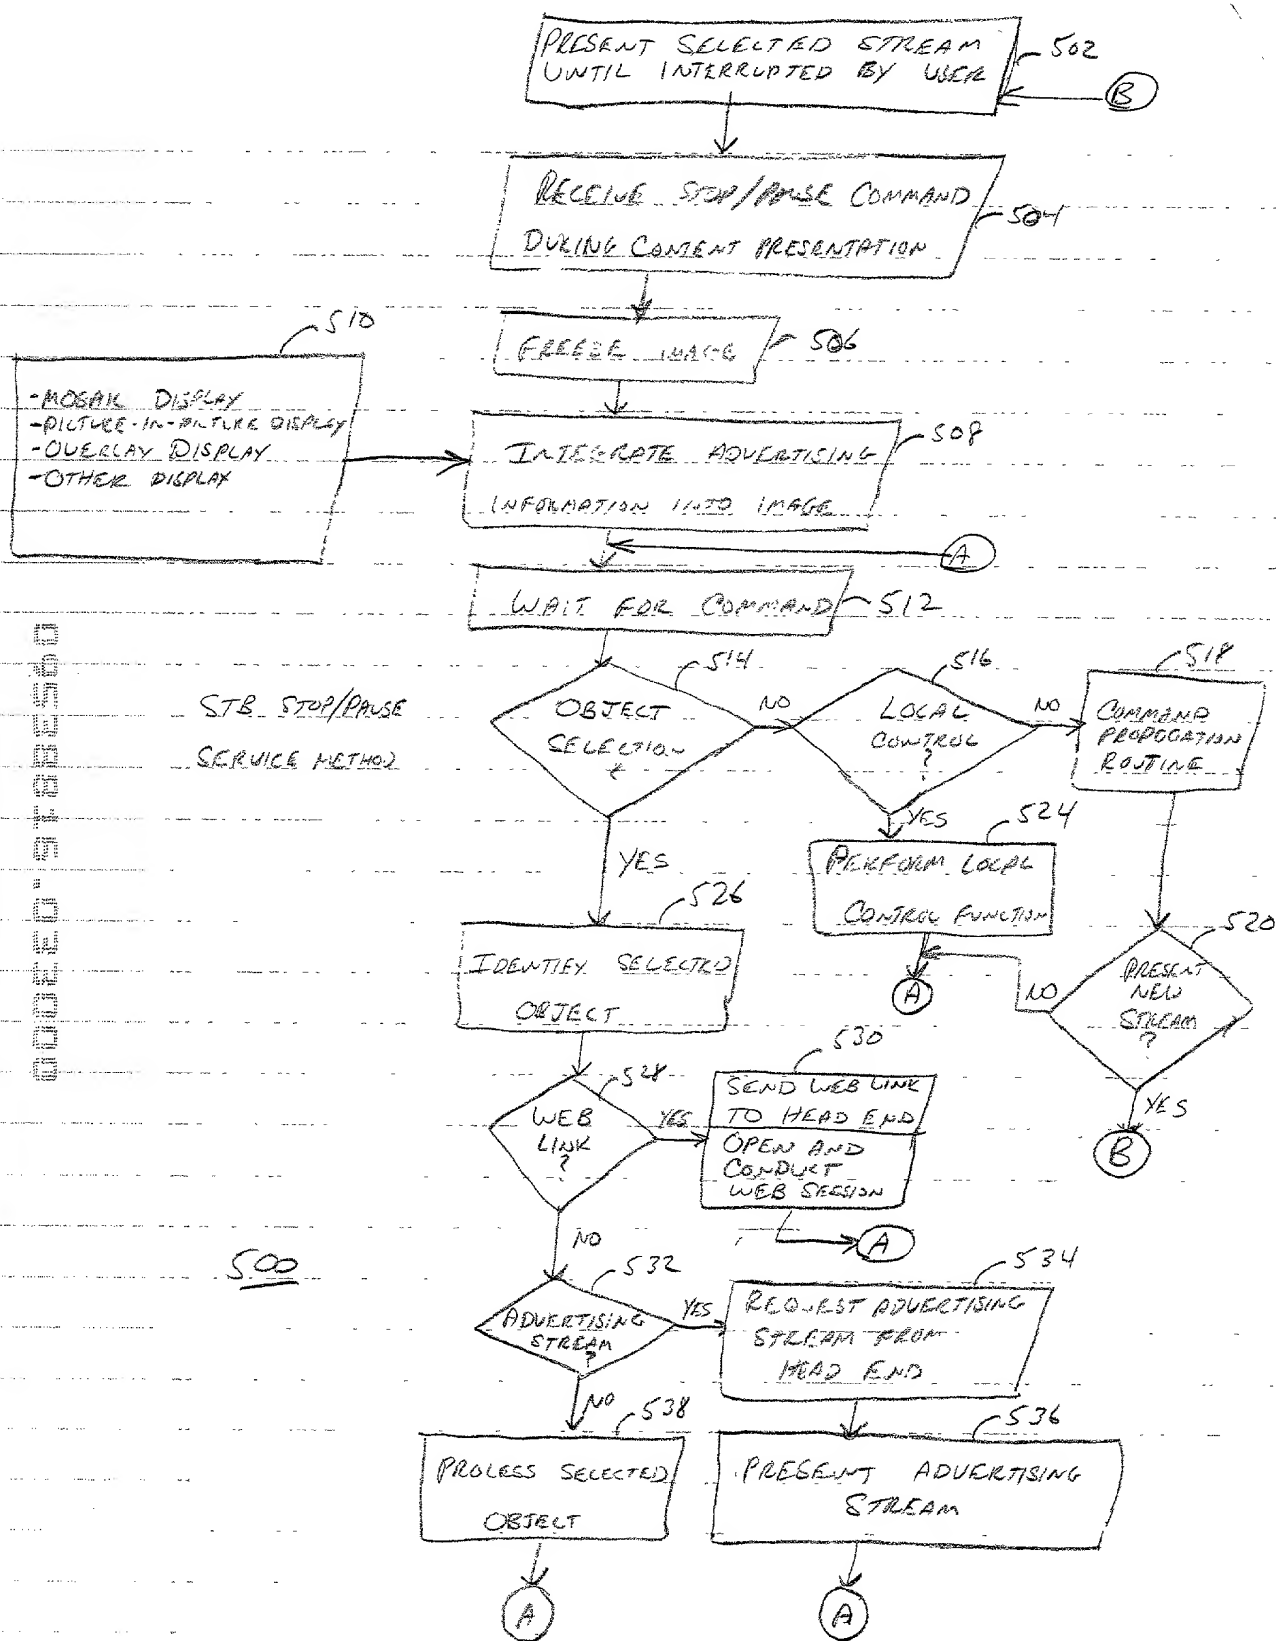 PRESENT SELECTED STREAM
UNTIL INTERRUPTED BY USER
502
B
RECEIVE STOP/PAUSE COMMAND
DURING CONTENT PRESENTATION
504
FREEZE IMAGE
506
510
-MOSAIC DISPLAY
-PICTURE-IN-PICTURE DISPLAY
-OVERLAY DISPLAY
-OTHER DISPLAY
INTEGRATE ADVERTISING
INFORMATION INTO IMAGE
508
A
WAIT FOR COMMAND
512
STB STOP/PAUSE
SERVICE METHOD
OBJECT
SELECTION
?
514
NO
LOCAL
CONTROL
?
516
NO
COMMAND
PROPOGATION
ROUTINE
518
YES
YES
524
PERFORM LOCAL
CONTROL FUNCTION
A
526
IDENTIFY SELECTED
OBJECT
520
PRESENT
NEW
STREAM
?
NO
YES
B
528
WEB
LINK
?
YES
530
SEND WEB LINK
TO HEAD END
OPEN AND
CONDUCT
WEB SESSION
A
NO
500
532
ADVERTISING
STREAM
?
YES
534
REQUEST ADVERTISING
STREAM FROM
HEAD END
NO
538
PROCESS SELECTED
OBJECT
A
536
PRESENT ADVERTISING
STREAM
A